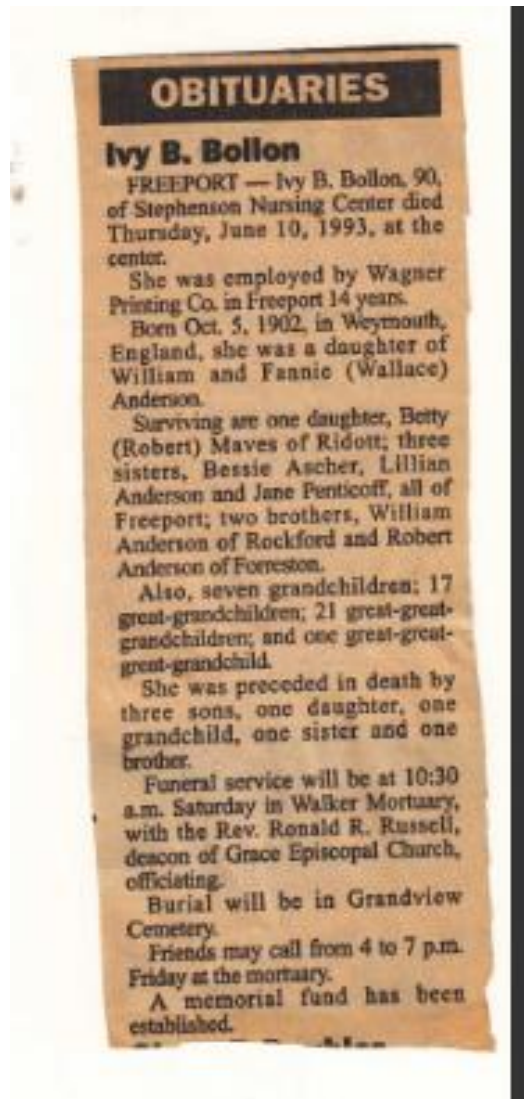 OBITUARIES
Ivy B. Bollon
FREEPORT — Ivy B. Bollon, 90,
of Stephenson Nursing Center died
Thursday, June 10, 1993, at the
center.
She was employed by Wagner
Printing Co. in Freeport 14 years.
Born Oct. 5, 1902, in Weymouth,
England, she was a daughter of
William and Fannie (Wallace)
Anderson.
Surviving are one daughter, Betty
(Robert) Maves of Ridott; three
sisters, Bessie Ascher, Lillian
Anderson and Jane Penticoff, all of
Freeport; two brothers, William
Anderson of Rockford and Robert
Anderson of Forreston.
Also, seven grandchildren; 17
great-grandchildren; 21 great-great-
grandchildren; and one great-great-
great-grandchild.
She was preceded in death by
three sons, one daughter, one
grandchild, one sister and one
brother.
Funeral service will be at 10:30
a.m. Saturday in Walker Mortuary,
with the Rev. Ronald R. Russell,
deacon of Grace Episcopal Church,
officiating.
Burial will be in Grandview
Cemetery.
Friends may call from 4 to 7 p.m.
Friday at the mortuary.
A memorial fund has been
established.